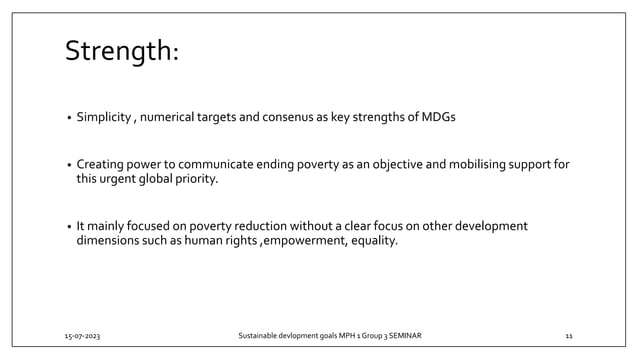 Strength:
• Simplicity , numerical targets and consenus as key strengths of MDGs
• Creating power to communicate ending poverty as an objective and mobilising support for
this urgent global priority.
• It mainly focused on poverty reduction without a clear focus on other development
dimensions such as human rights ,empowerment, equality.
15-07-2023 Sustainable devlopment goals MPH 1 Group 3 SEMINAR 11